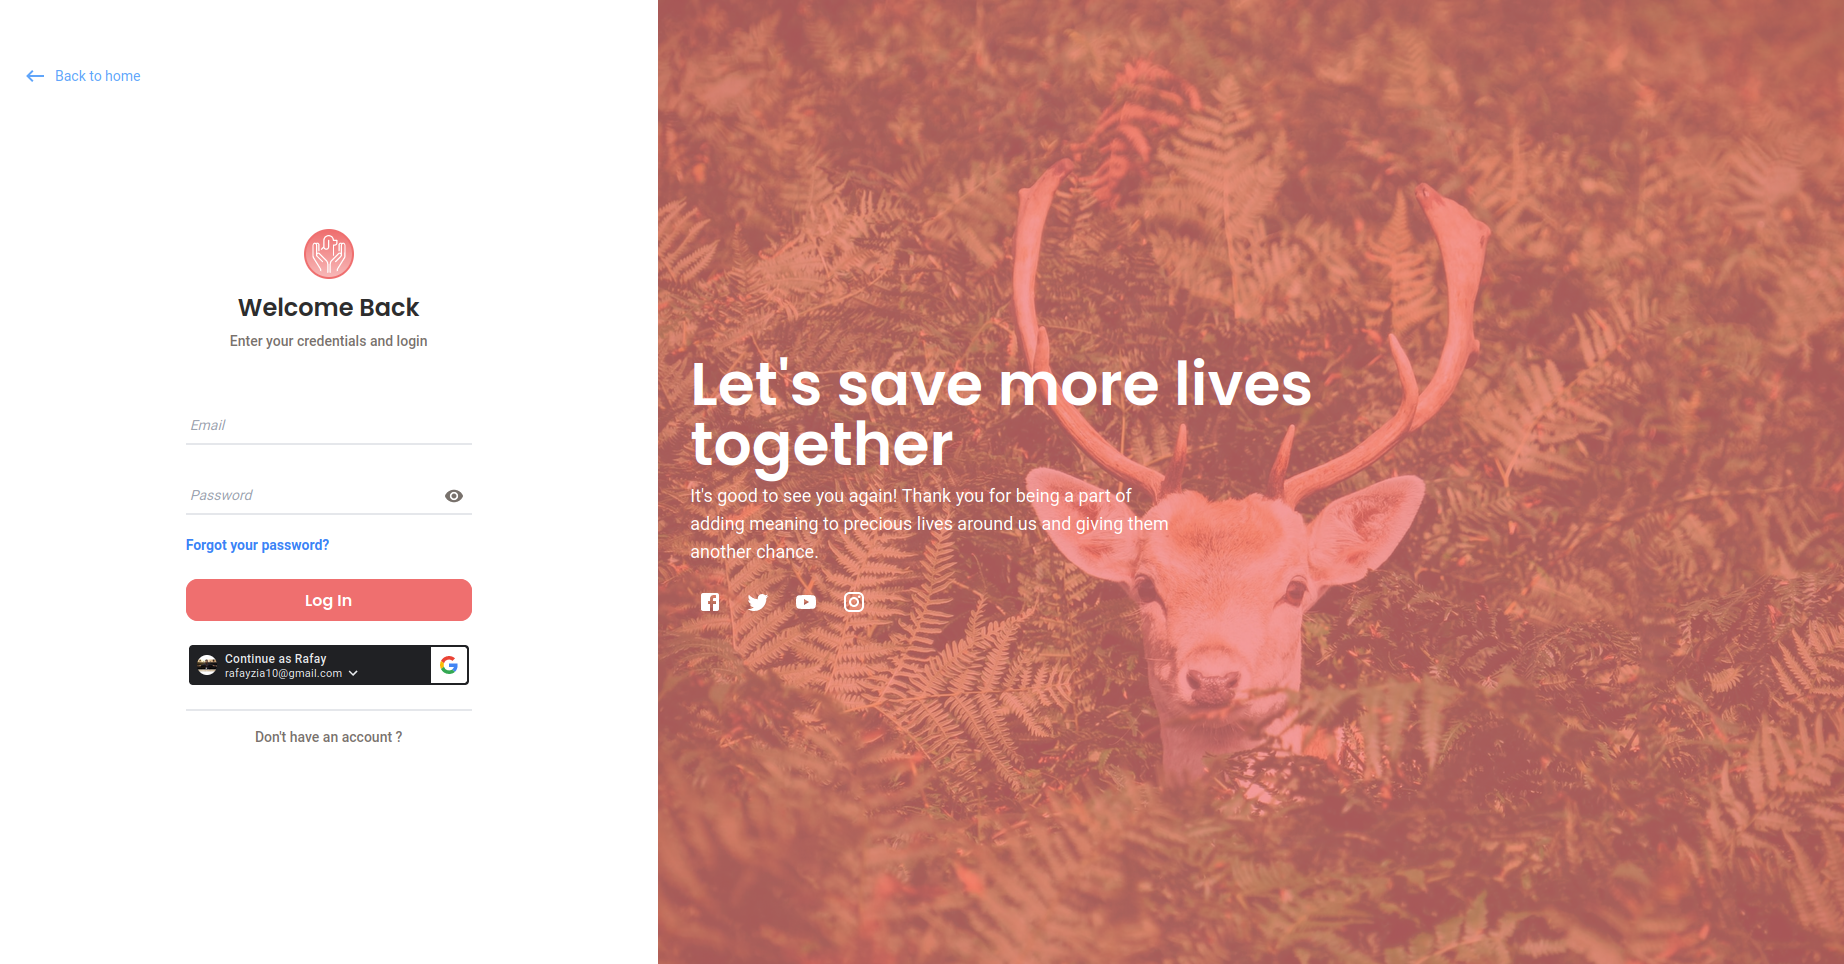 Back to home
Welcome Back
Enter your credentials and login
Email
Password
Forgot your password?
Log In
Continue as Rafay
rafayzia10@gmail.com
Don't have an account ?
Let's save more lives
together
It's good to see you again! Thank you for being a part of
adding meaning to precious lives around us and giving them
another chance.